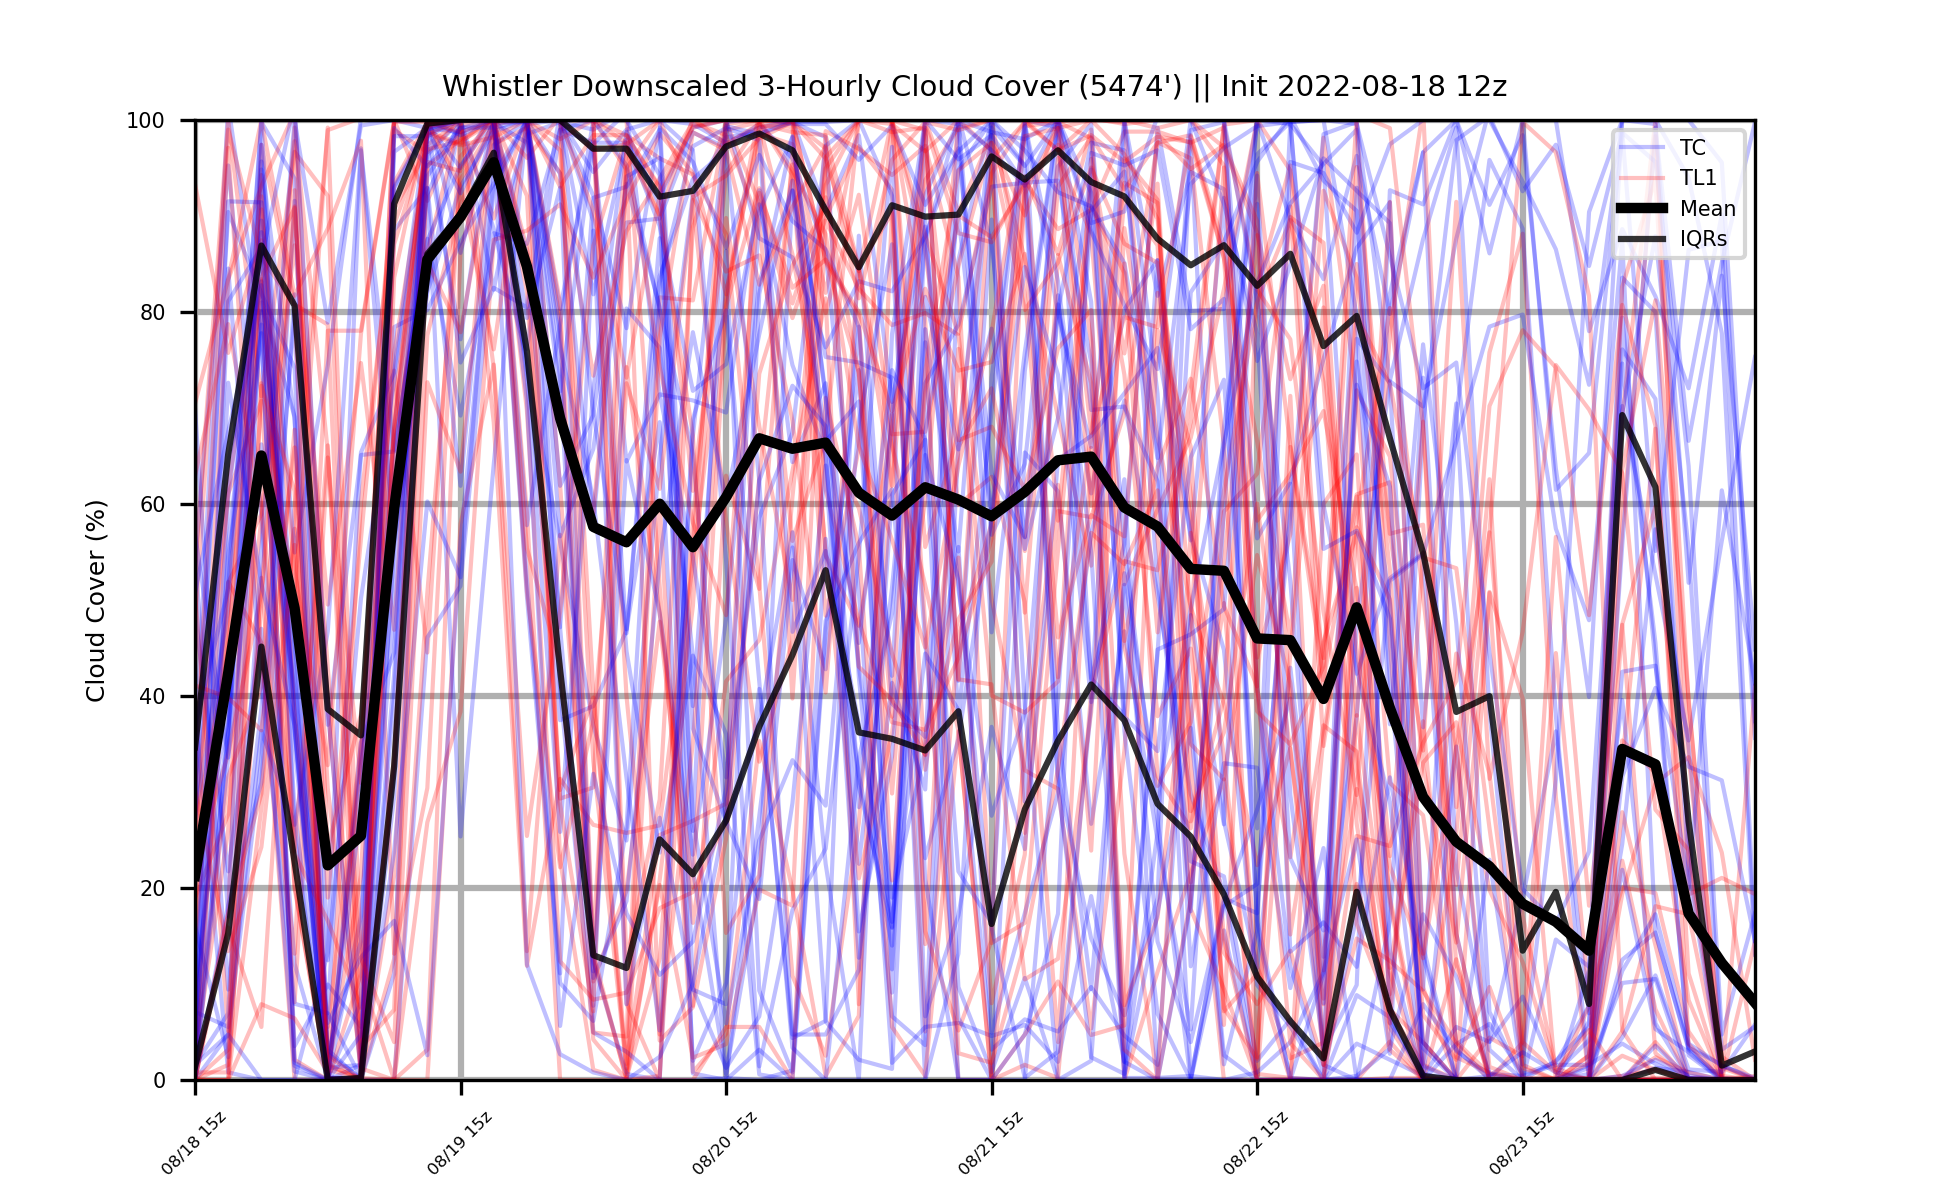 Whistler Downscaled 3-Hourly Cloud Cover (5474') || Init 2022-08-18 12z
Cloud Cover (%)
100
80
60
40
20
0
TC
TL1
Mean
IQRs
08/18 15z
08/19 15z
08/20 15z
08/21 15z
08/22 15z
08/23 15z